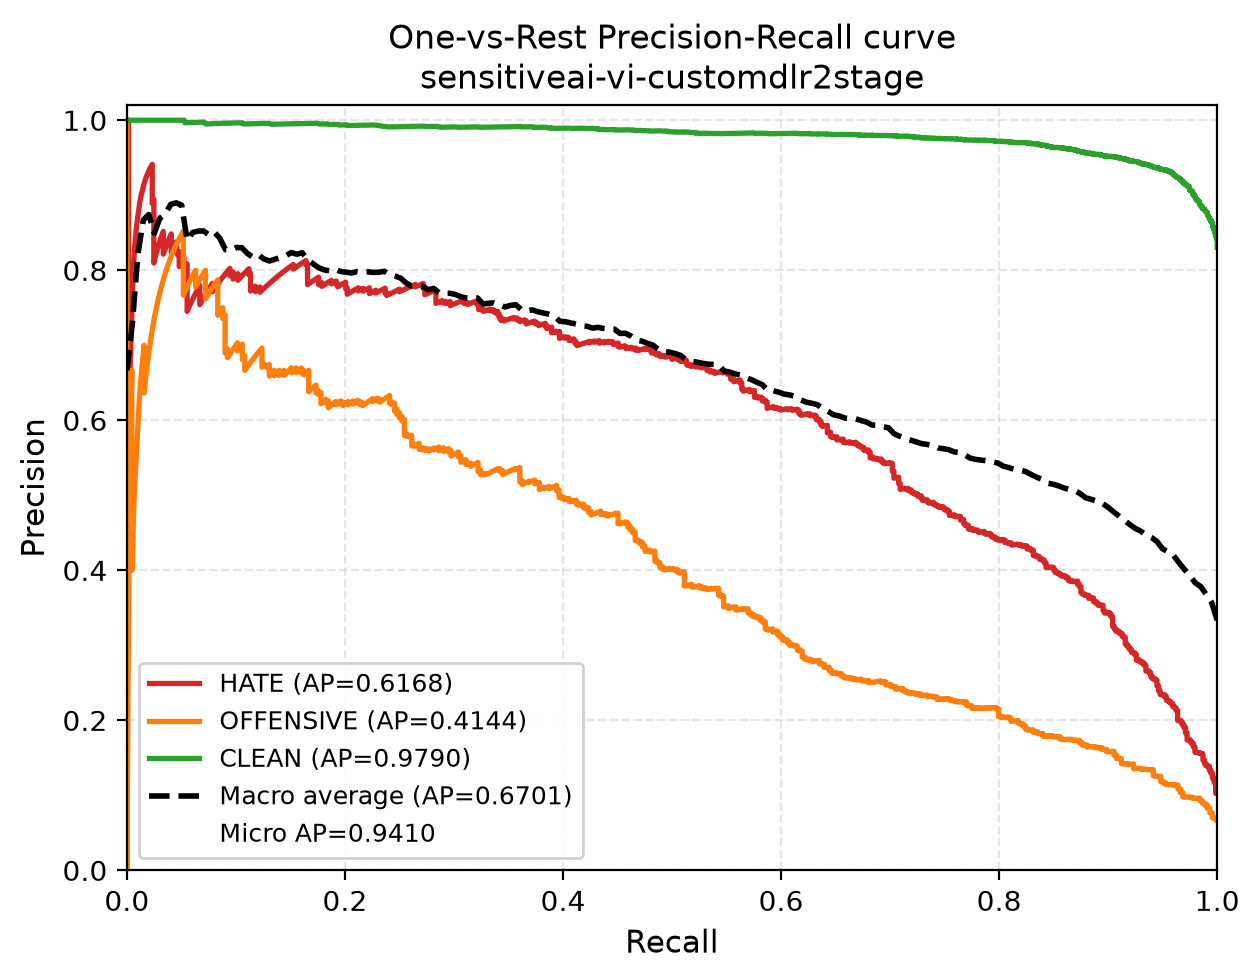 One-vs-Rest Precision-Recall curve
sensitiveai-vi-customdlr2stage
1.0
0.8
0.6
0.4
0.2
0.0
Precision
HATE (AP=0.6168)
OFFENSIVE (AP=0.4144)
CLEAN (AP=0.9790)
Macro average (AP=0.6701)
Micro AP=0.9410
0.0 0.2 0.4 0.6 0.8 1.0
Recall